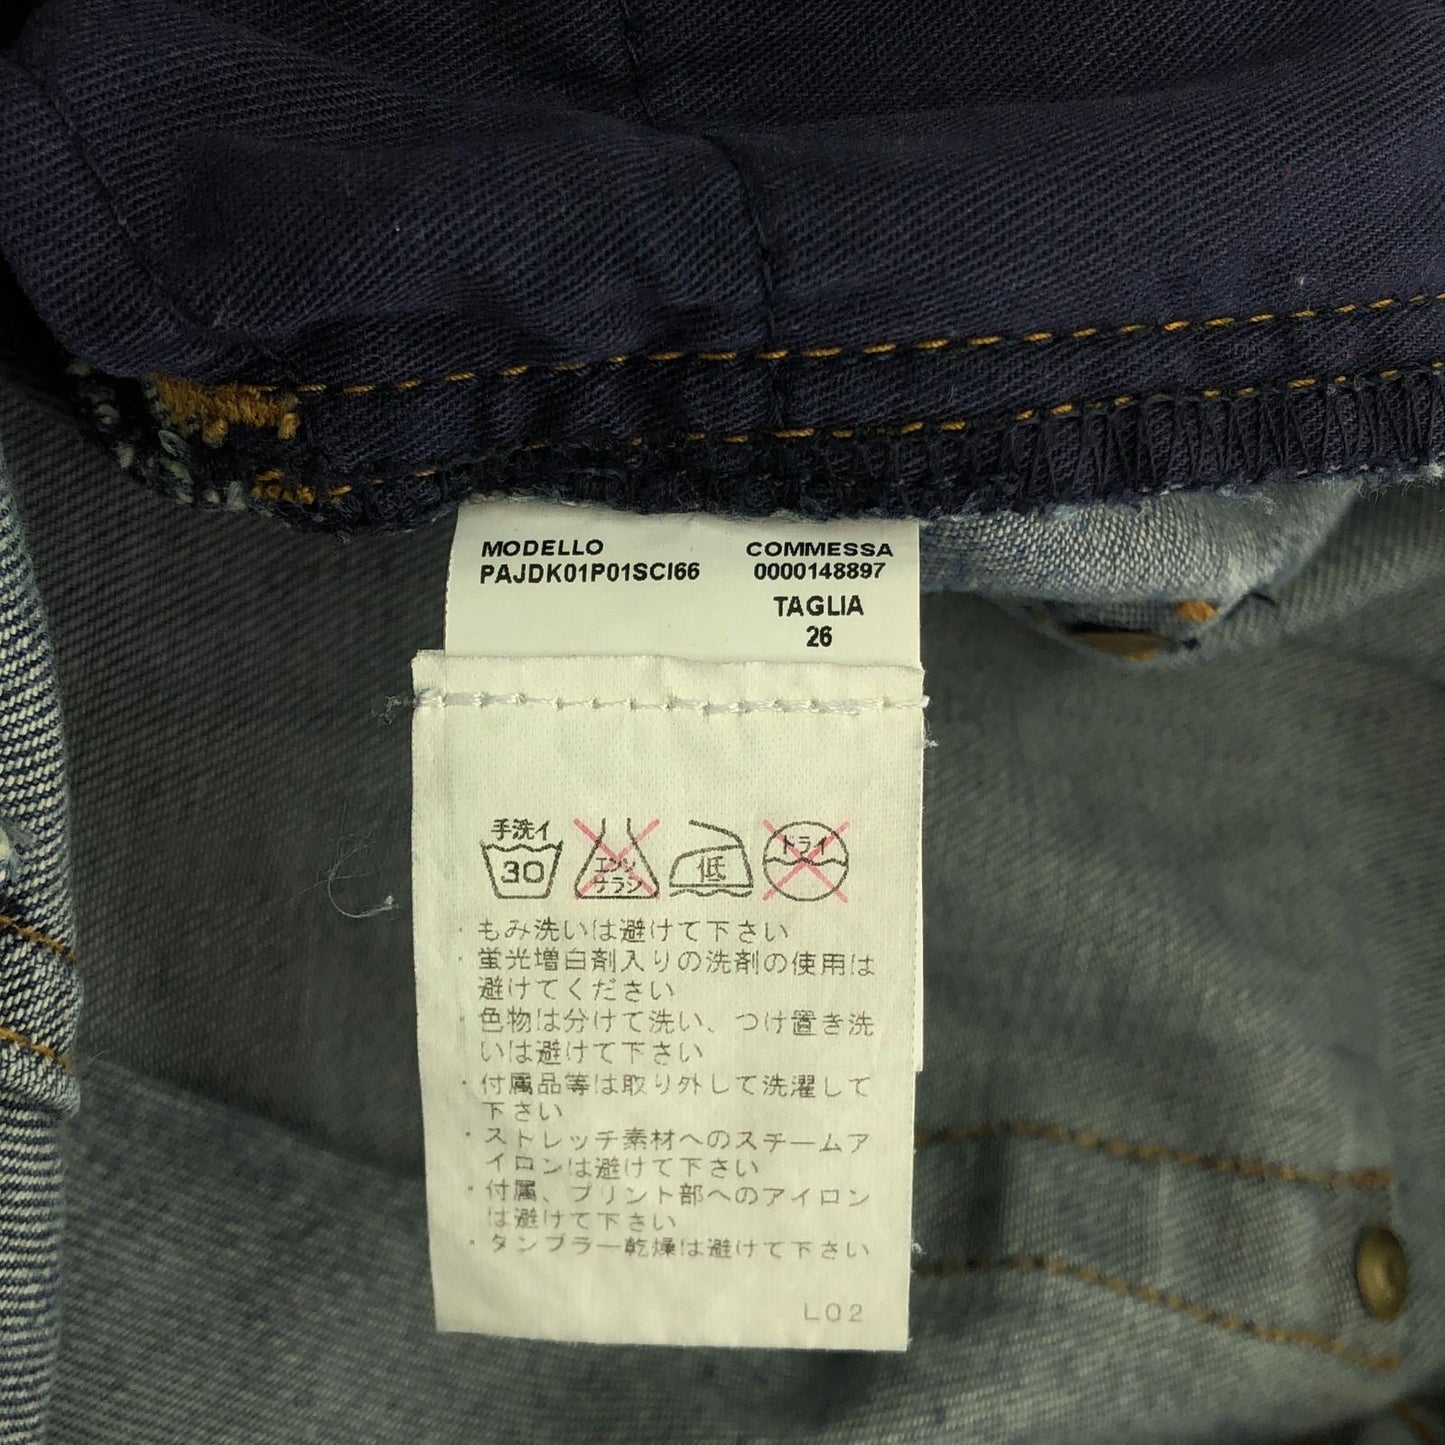 MODELLO COMMESSA
PAJDK01P01SCI66 0000148897
TAGLIA
26
手洗イ
30 エンソ 低 ドライ
サラシ
・もみ洗いは避けて下さい
・蛍光増白剤入りの洗剤の使用は
避けてください
・色物は分けて洗い、つけ置き洗
いは避けて下さい
・付属品等は取り外して洗濯して
下さい
・ストレッチ素材へのスチームア
イロンは避けて下さい
・付属、プリント部へのアイロン
は避けて下さい
・タンブラー乾燥は避けて下さい
L02